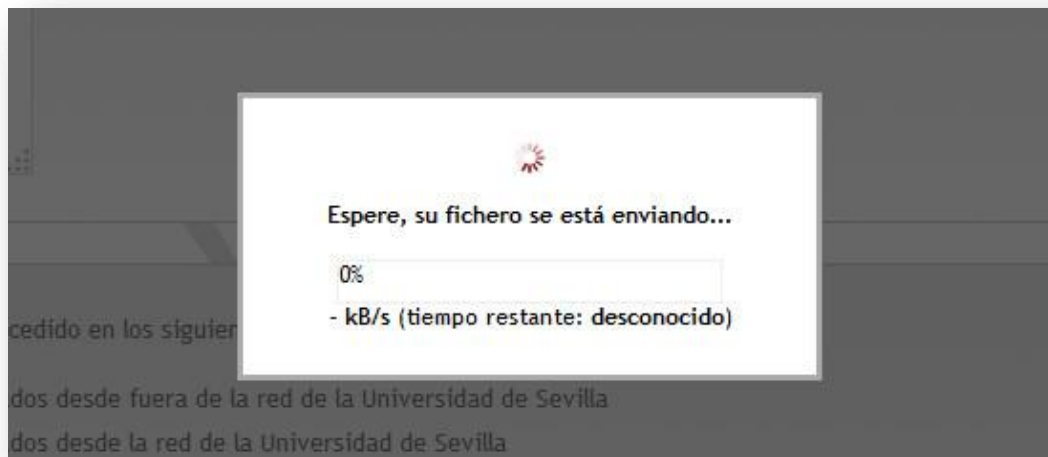 Espere, su fichero se está enviando...
0%
- kB/s (tiempo restante: desconocido)
cedido en los
dos desde fuera de la red de la Universidad de Sevilla
dos desde la red de la Universidad de Sevilla